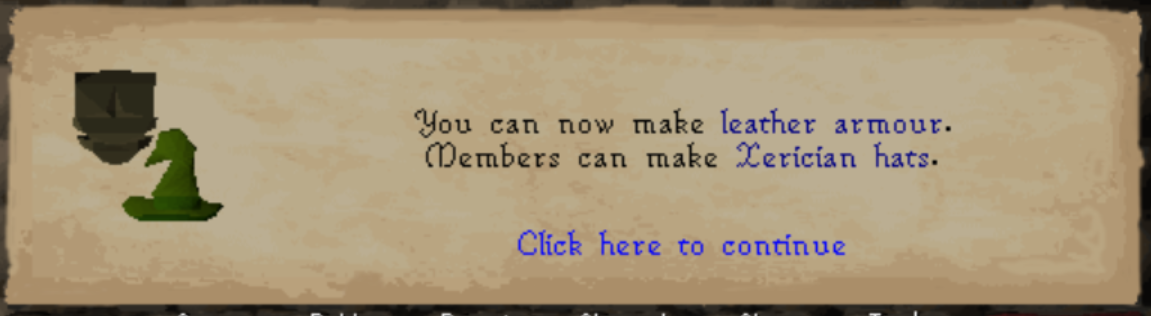 You can now make leather armour.
Members can make Xerician hats.
Click here to continue